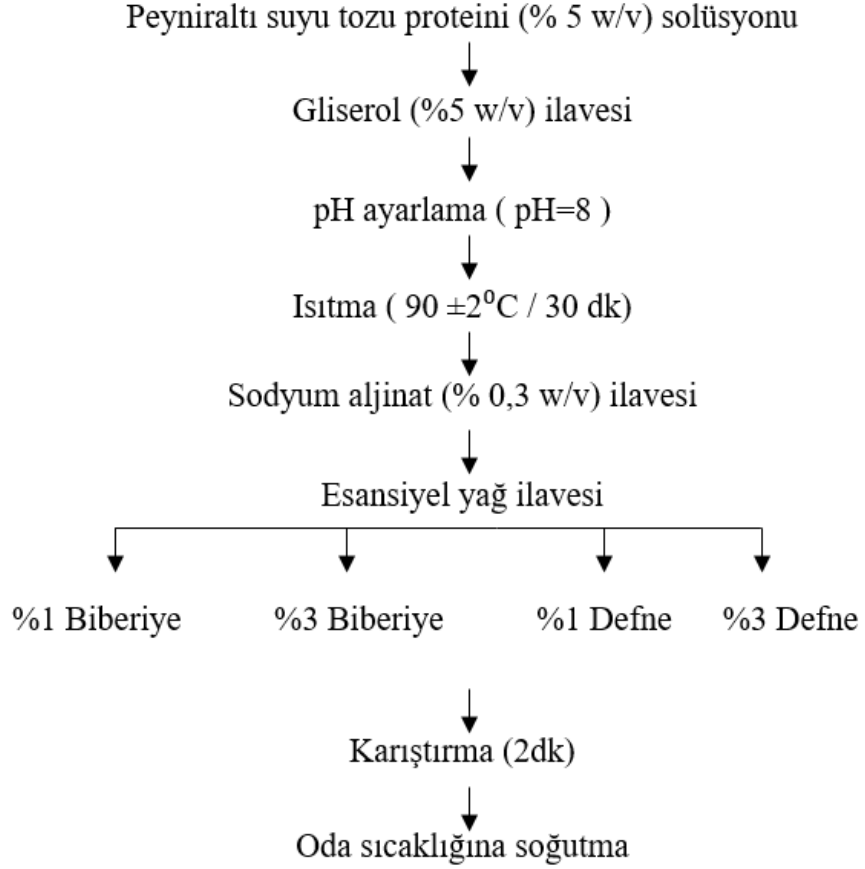 Peyniraltı suyu tozu proteini (% 5 w/v) solüsyonu
Gliserol (%5 w/v) ilavesi
pH ayarlama ( pH=8 )
Isıtma ( 90 ±2⁰C / 30 dk)
Sodyum aljinat (% 0,3 w/v) ilavesi
Esansiyel yağ ilavesi
%1 Biberiye %3 Biberiye %1 Defne %3 Defne
Karıştırma (2dk)
Oda sıcaklığına soğutma